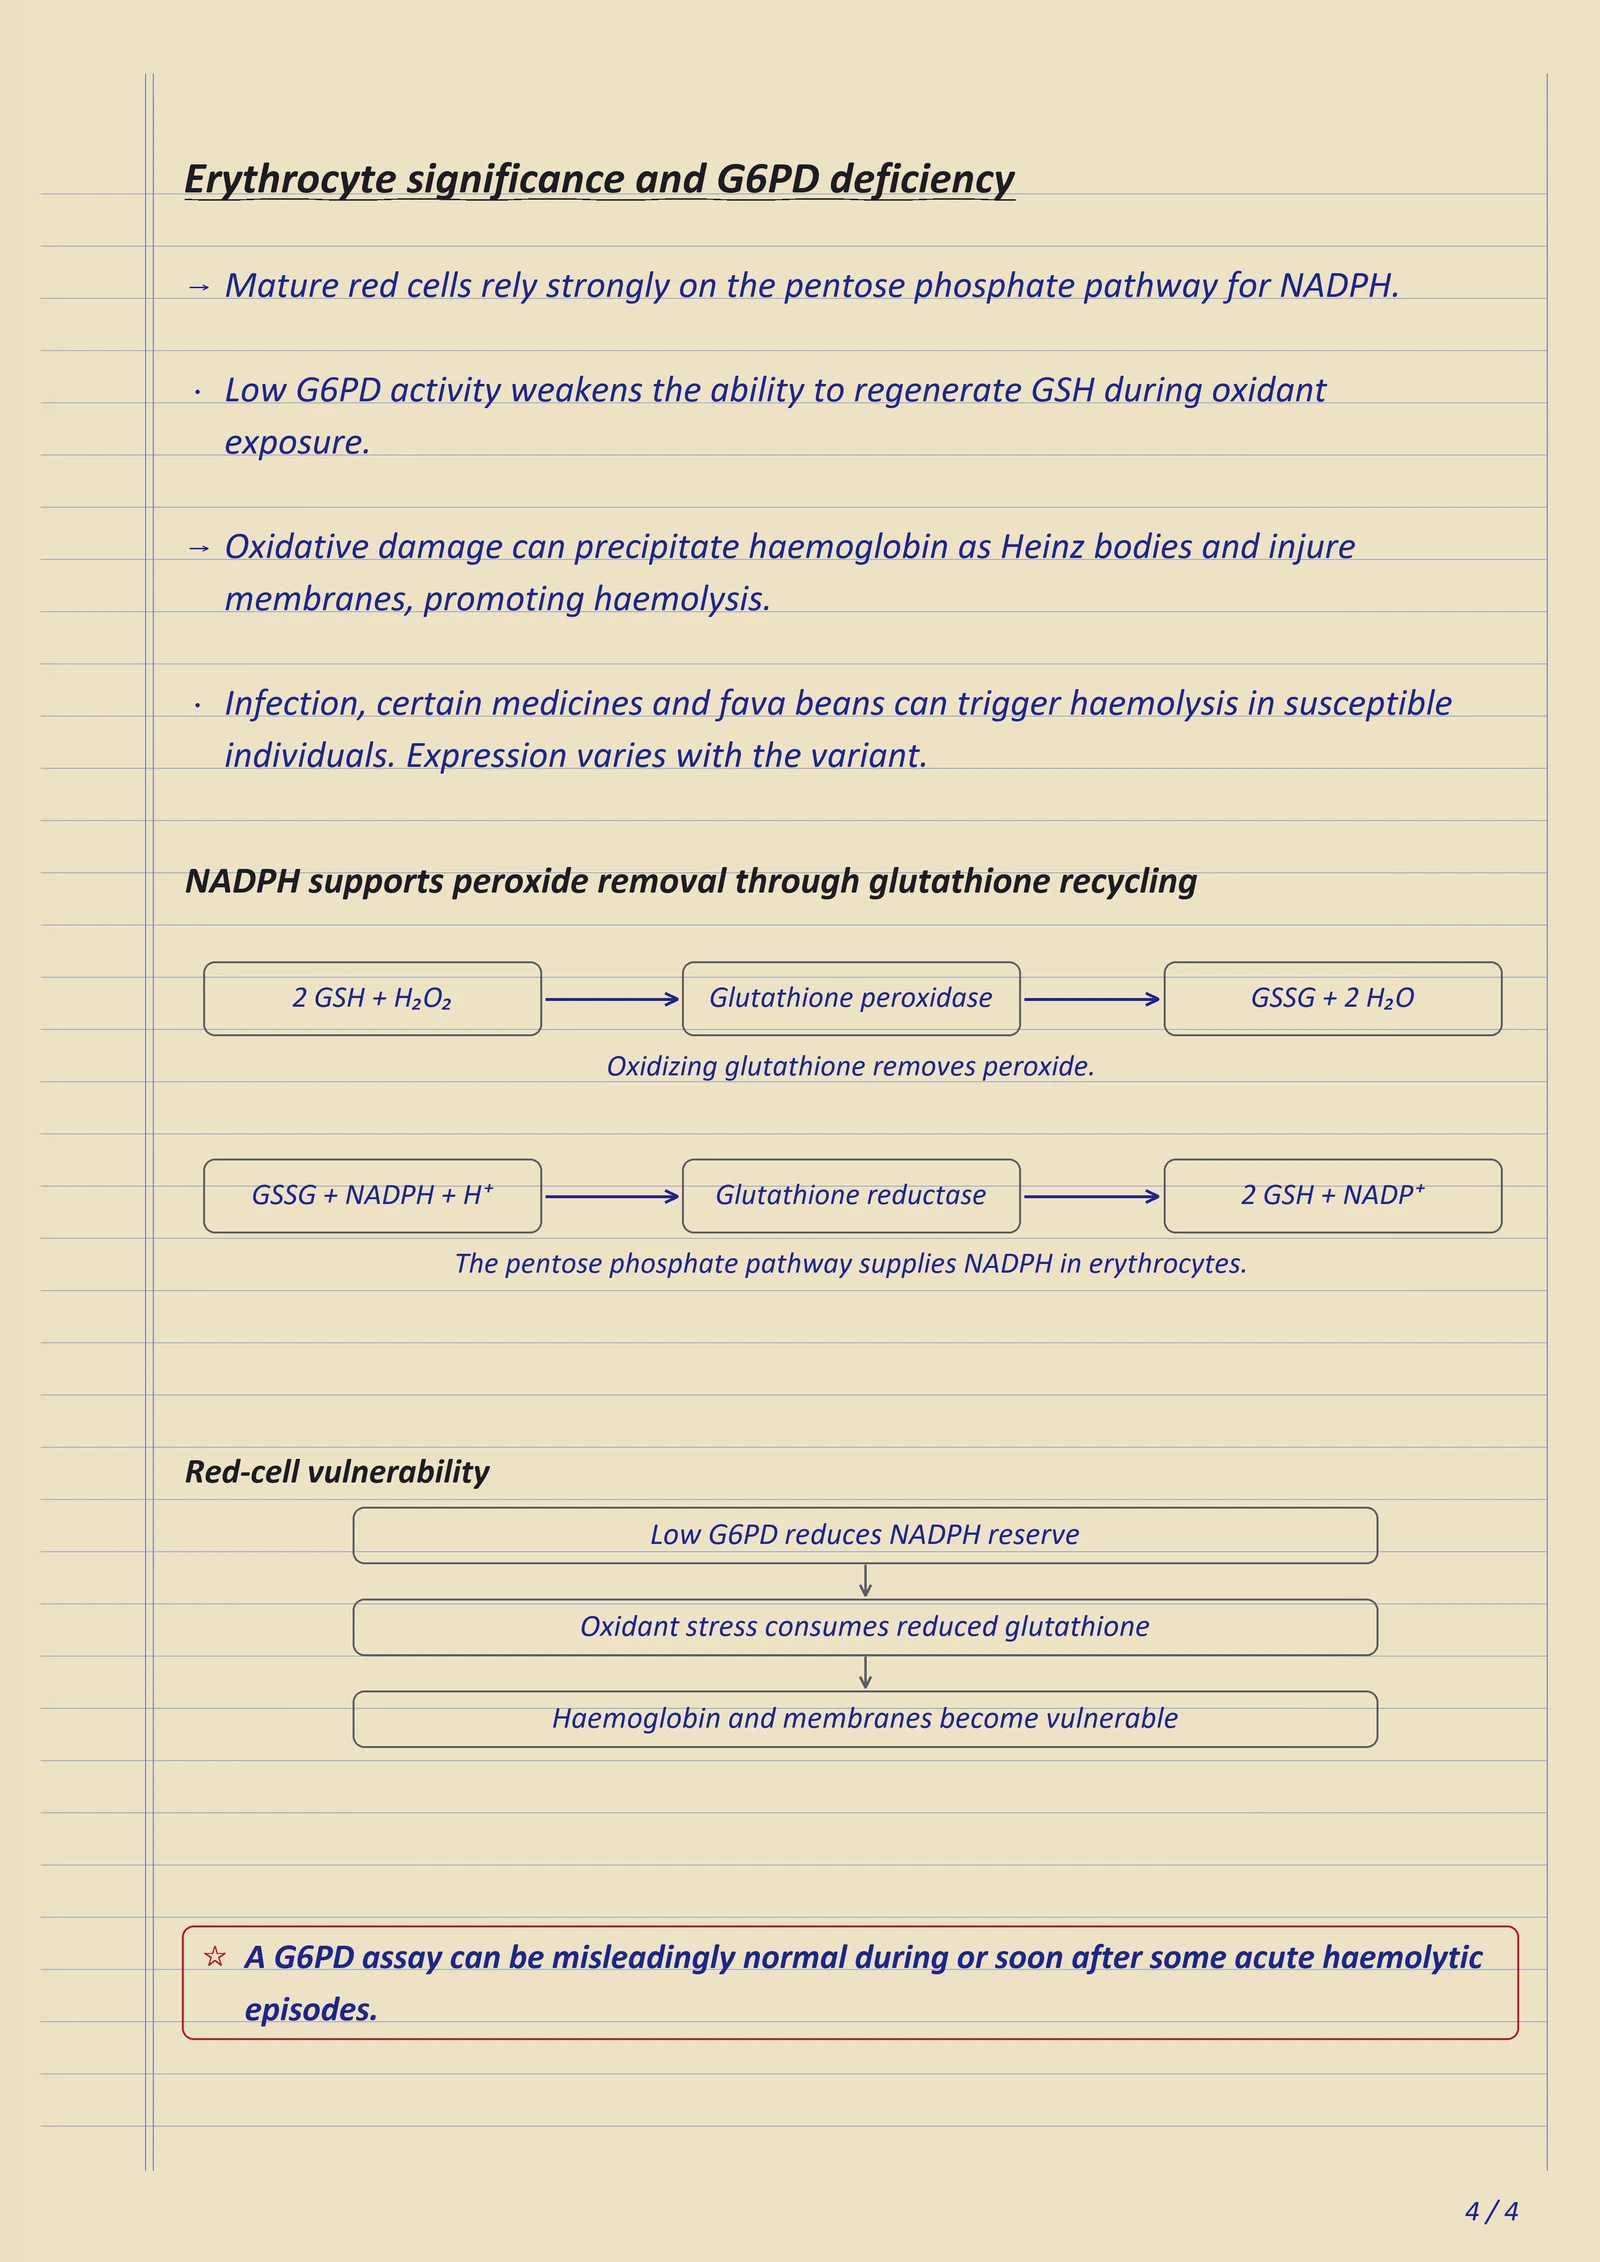 Erythrocyte significance and G6PD deficiency
→ Mature red cells rely strongly on the pentose phosphate pathway for NADPH.
· Low G6PD activity weakens the ability to regenerate GSH during oxidant
exposure.
→ Oxidative damage can precipitate haemoglobin as Heinz bodies and injure
membranes, promoting haemolysis.
· Infection, certain medicines and fava beans can trigger haemolysis in susceptible
individuals. Expression varies with the variant.
NADPH supports peroxide removal through glutathione recycling
2 GSH + H₂O₂ → Glutathione peroxidase → GSSG + 2 H₂O
Oxidizing glutathione removes peroxide.
GSSG + NADPH + H⁺ → Glutathione reductase → 2 GSH + NADP⁺
The pentose phosphate pathway supplies NADPH in erythrocytes.
Red-cell vulnerability
Low G6PD reduces NADPH reserve
↓
Oxidant stress consumes reduced glutathione
↓
Haemoglobin and membranes become vulnerable
☆ A G6PD assay can be misleadingly normal during or soon after some acute haemolytic
episodes.
4 / 4